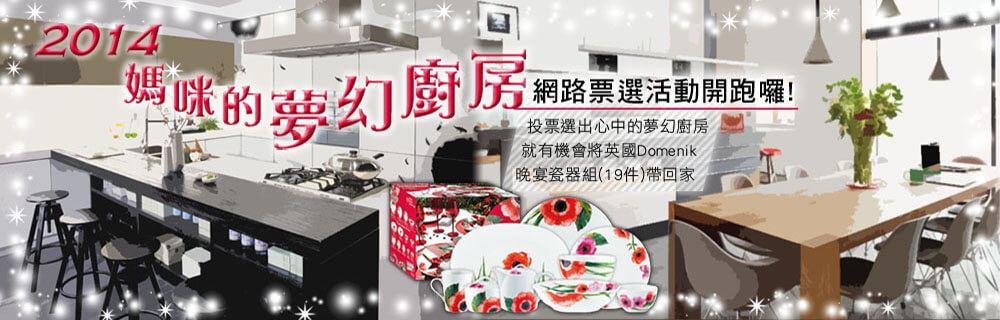 2014
媽咪的夢幻廚房
網路票選活動開跑囉!
投票選出心中的夢幻廚房
就有機會將英國Domenik
晚宴瓷器組(19件)帶回家